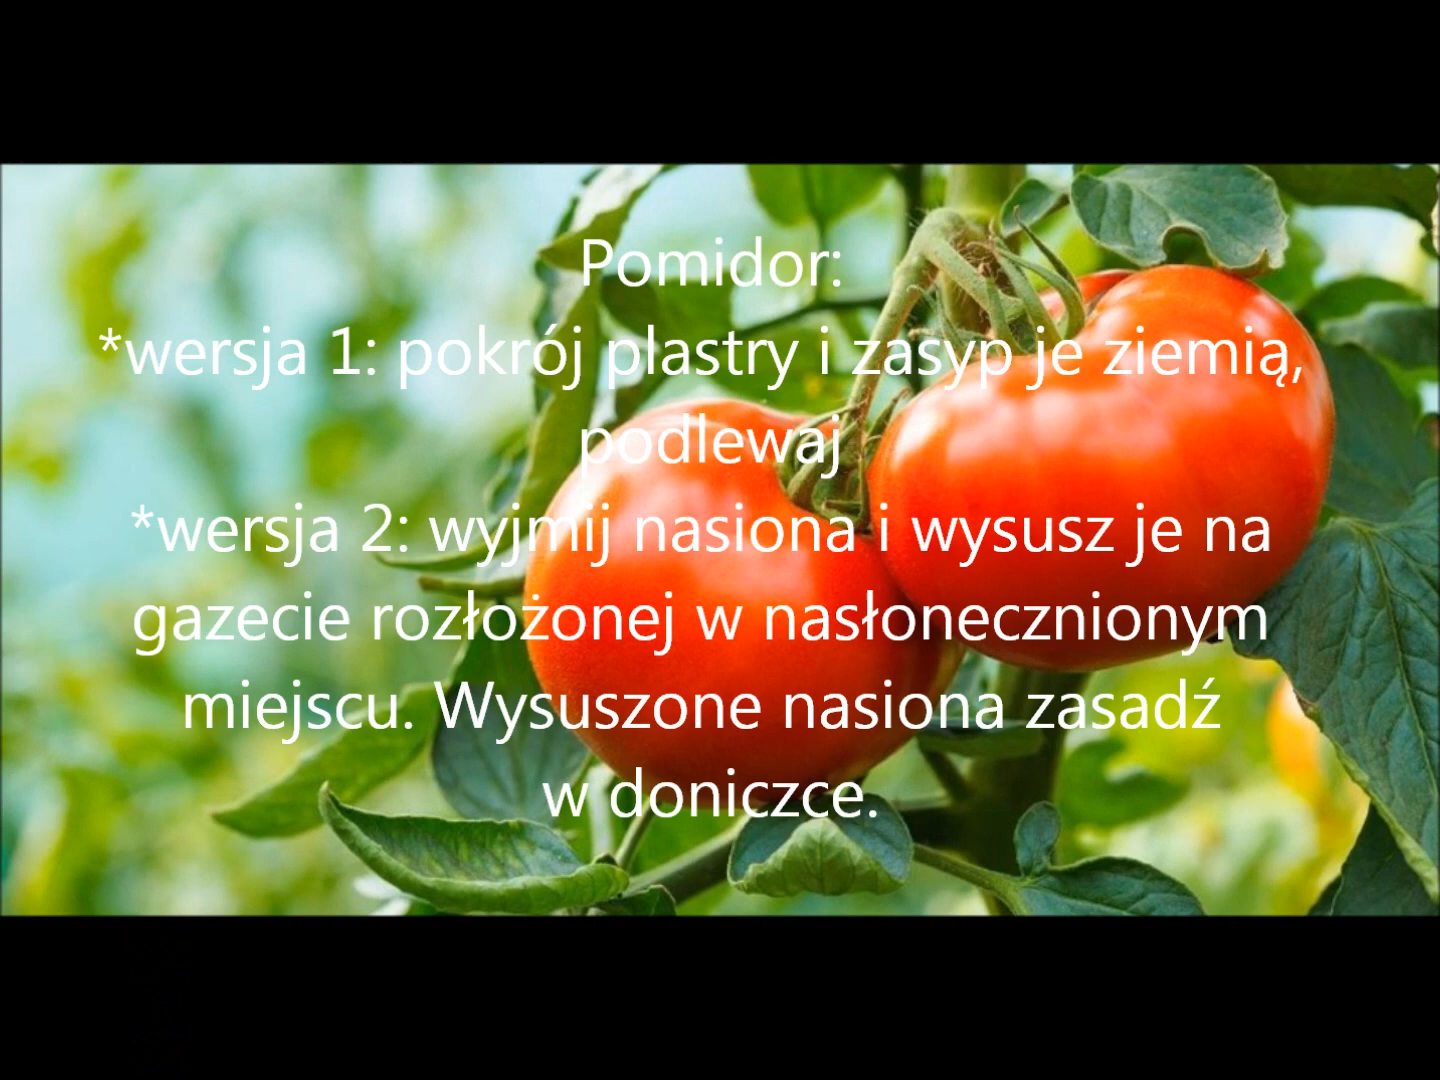 Pomidor:
*wersja 1: pokrój plastry i zasyp je ziemią,
podlewaj
*wersja 2: wyjmij nasiona i wysusz je na
gazecie rozłożonej w nasłonecznionym
miejscu. Wysuszone nasiona zasadź
w doniczce.